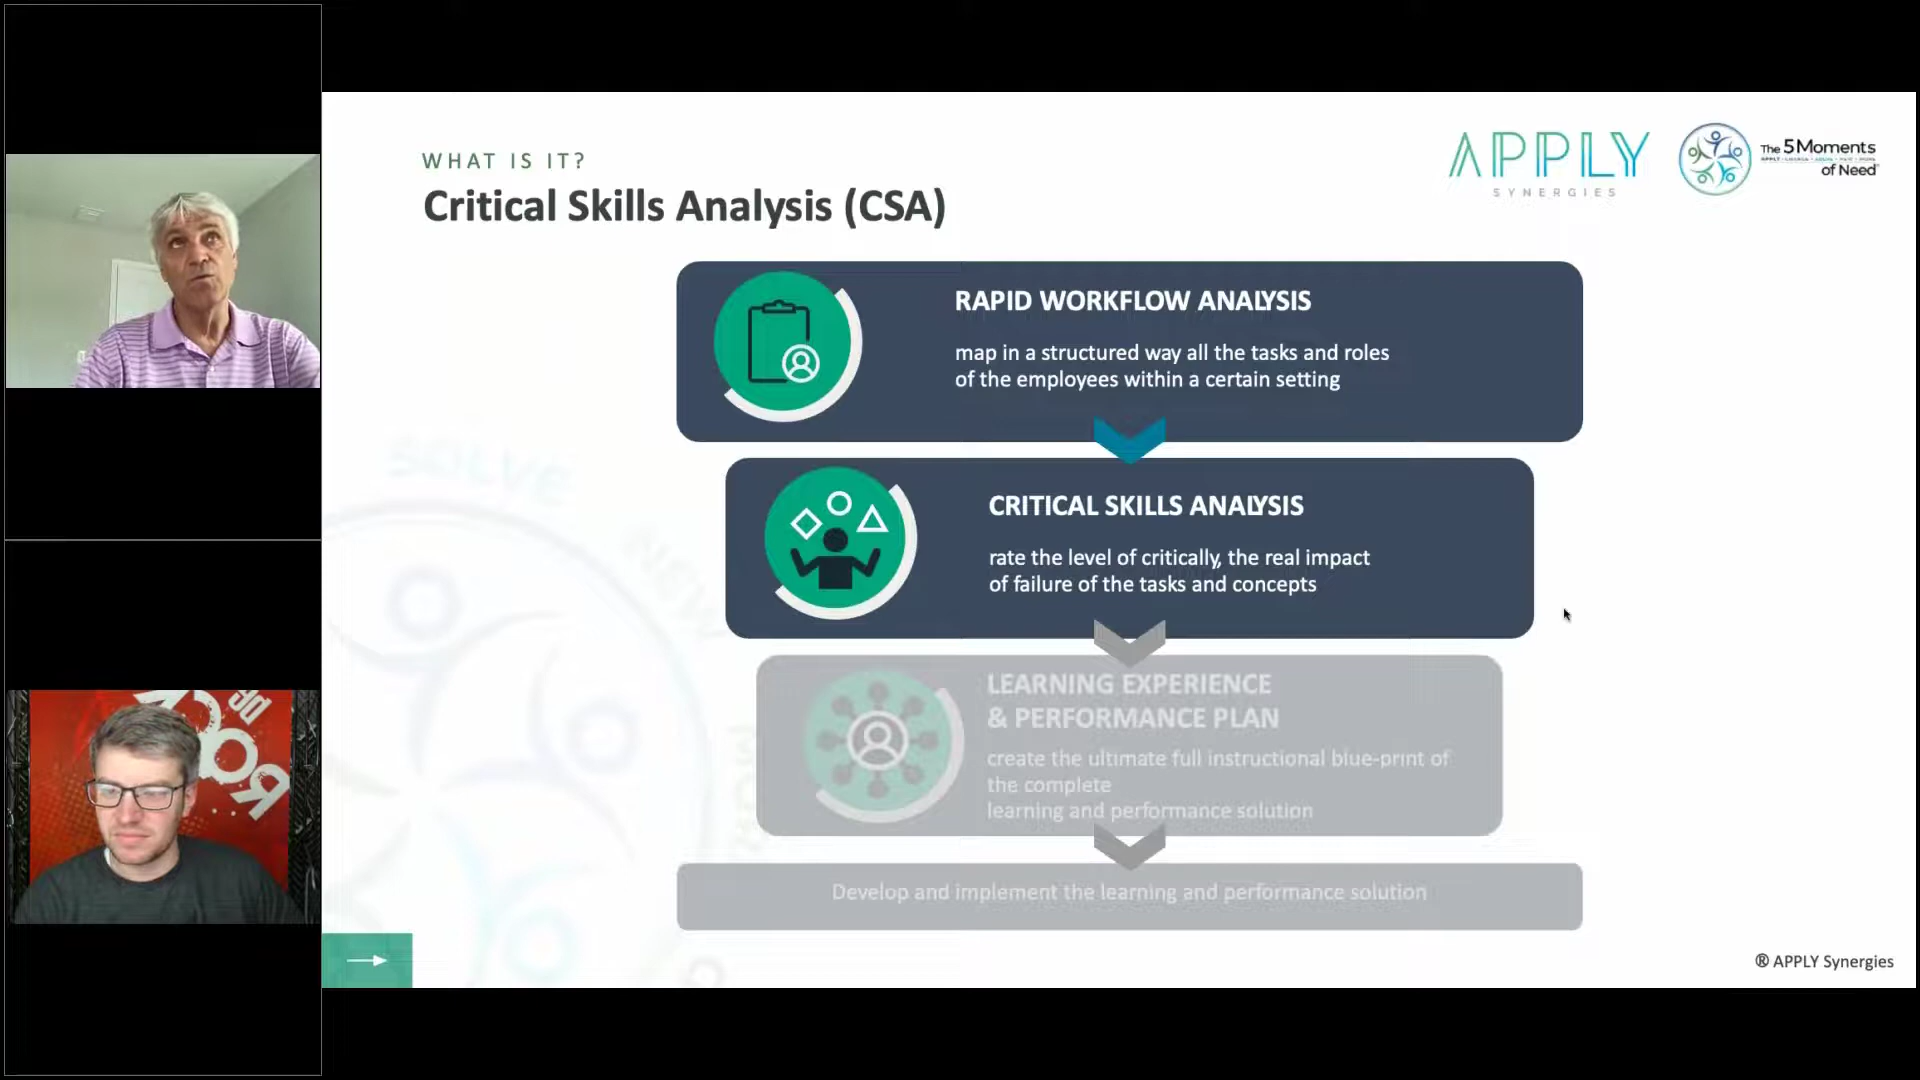 WHAT IS IT?
Critical Skills Analysis (CSA)
APPLY
SYNERGIES
The 5 Moments
of Need
RAPID WORKFLOW ANALYSIS
map in a structured way all the tasks and roles
of the employees within a certain setting
CRITICAL SKILLS ANALYSIS
rate the level of critically, the real impact
of failure of the tasks and concepts
LEARNING EXPERIENCE
& PERFORMANCE PLAN
create the ultimate full instructional blue-print of
the complete
learning and performance solution
Develop and implement the learning and performance solution
SOLVE
NEW
MORE
® APPLY Synergies